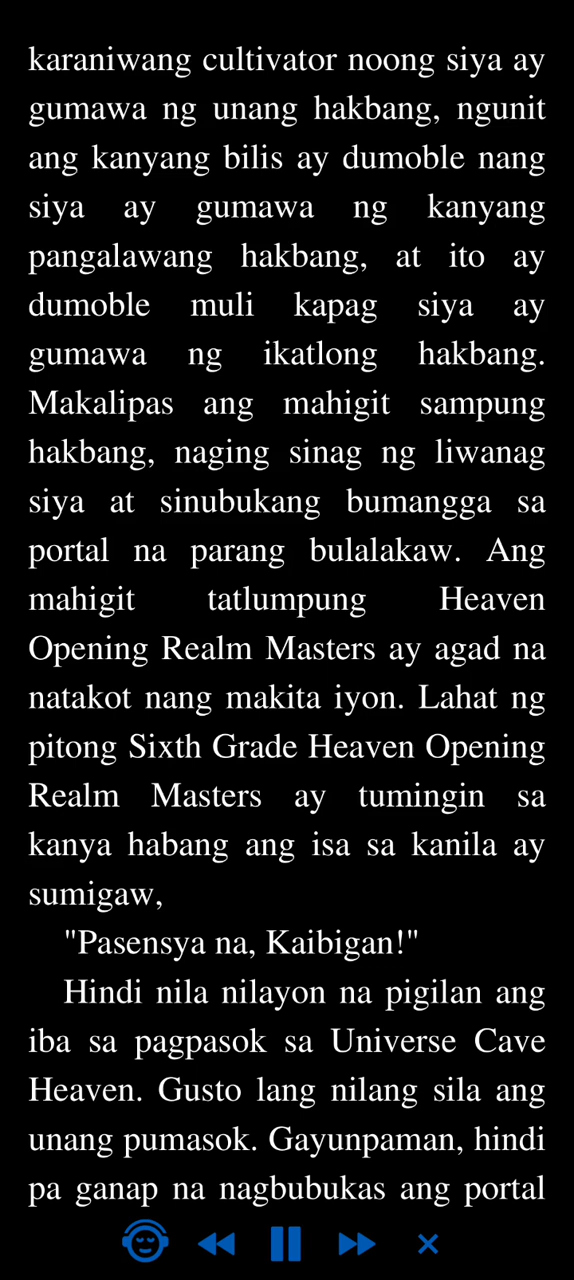 karaniwang cultivator noong siya ay
gumawa ng unang hakbang, ngunit
ang kanyang bilis ay dumoble nang
siya ay gumawa ng kanyang
pangalawang hakbang, at ito ay
dumoble muli kapag siya ay
gumawa ng ikatlong hakbang.
Makalipas ang mahigit sampung
hakbang, naging sinag ng liwanag
siya at sinubukang bumangga sa
portal na parang bulalakaw. Ang
mahigit tatlumpung Heaven
Opening Realm Masters ay agad na
natakot nang makita iyon. Lahat ng
pitong Sixth Grade Heaven Opening
Realm Masters ay tumingin sa
kanya habang ang isa sa kanila ay
sumigaw,
"Pasensya na, Kaibigan!"
Hindi nila nilayon na pigilan ang
iba sa pagpasok sa Universe Cave
Heaven. Gusto lang nilang sila ang
unang pumasok. Gayunpaman, hindi
pa ganap na nagbubukas ang portal